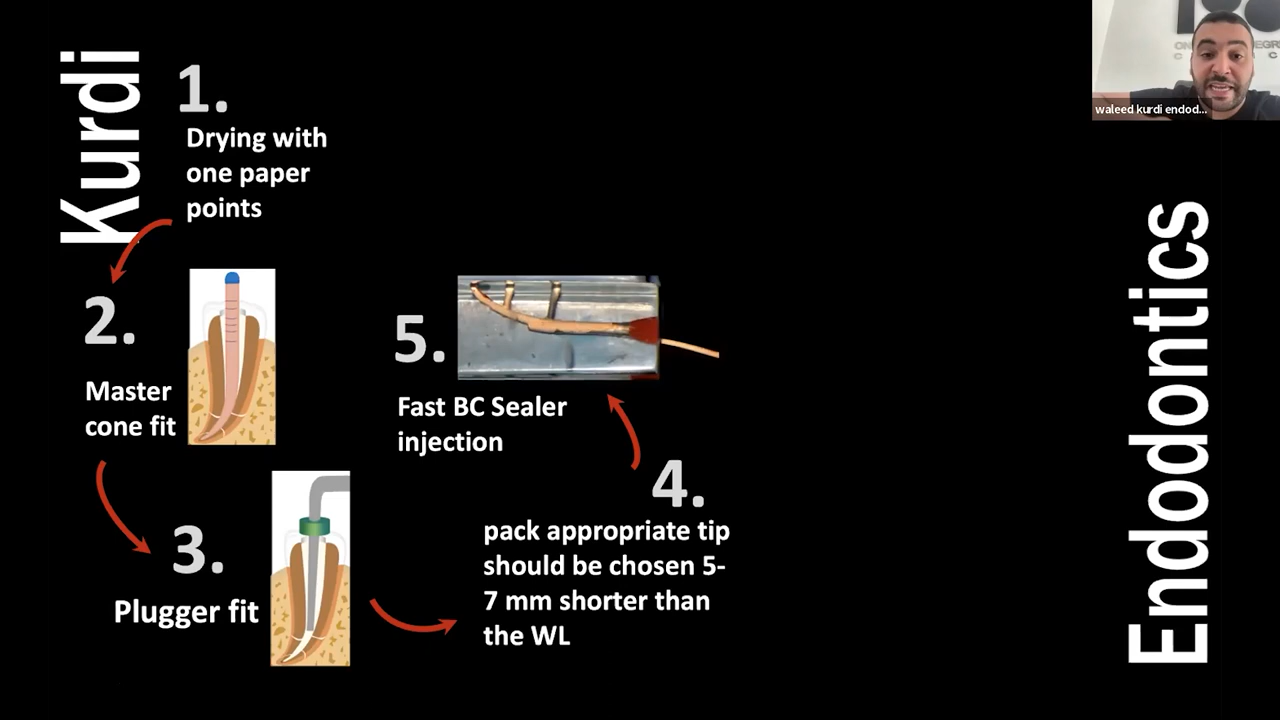 Kurdi
1.
Drying with
one paper
points
2.
Master
cone fit
3.
Plugger fit
4.
pack appropriate tip
should be chosen 5-
7 mm shorter than
the WL
5.
Fast BC Sealer
injection
Endodontics
waleed kurdi endod...